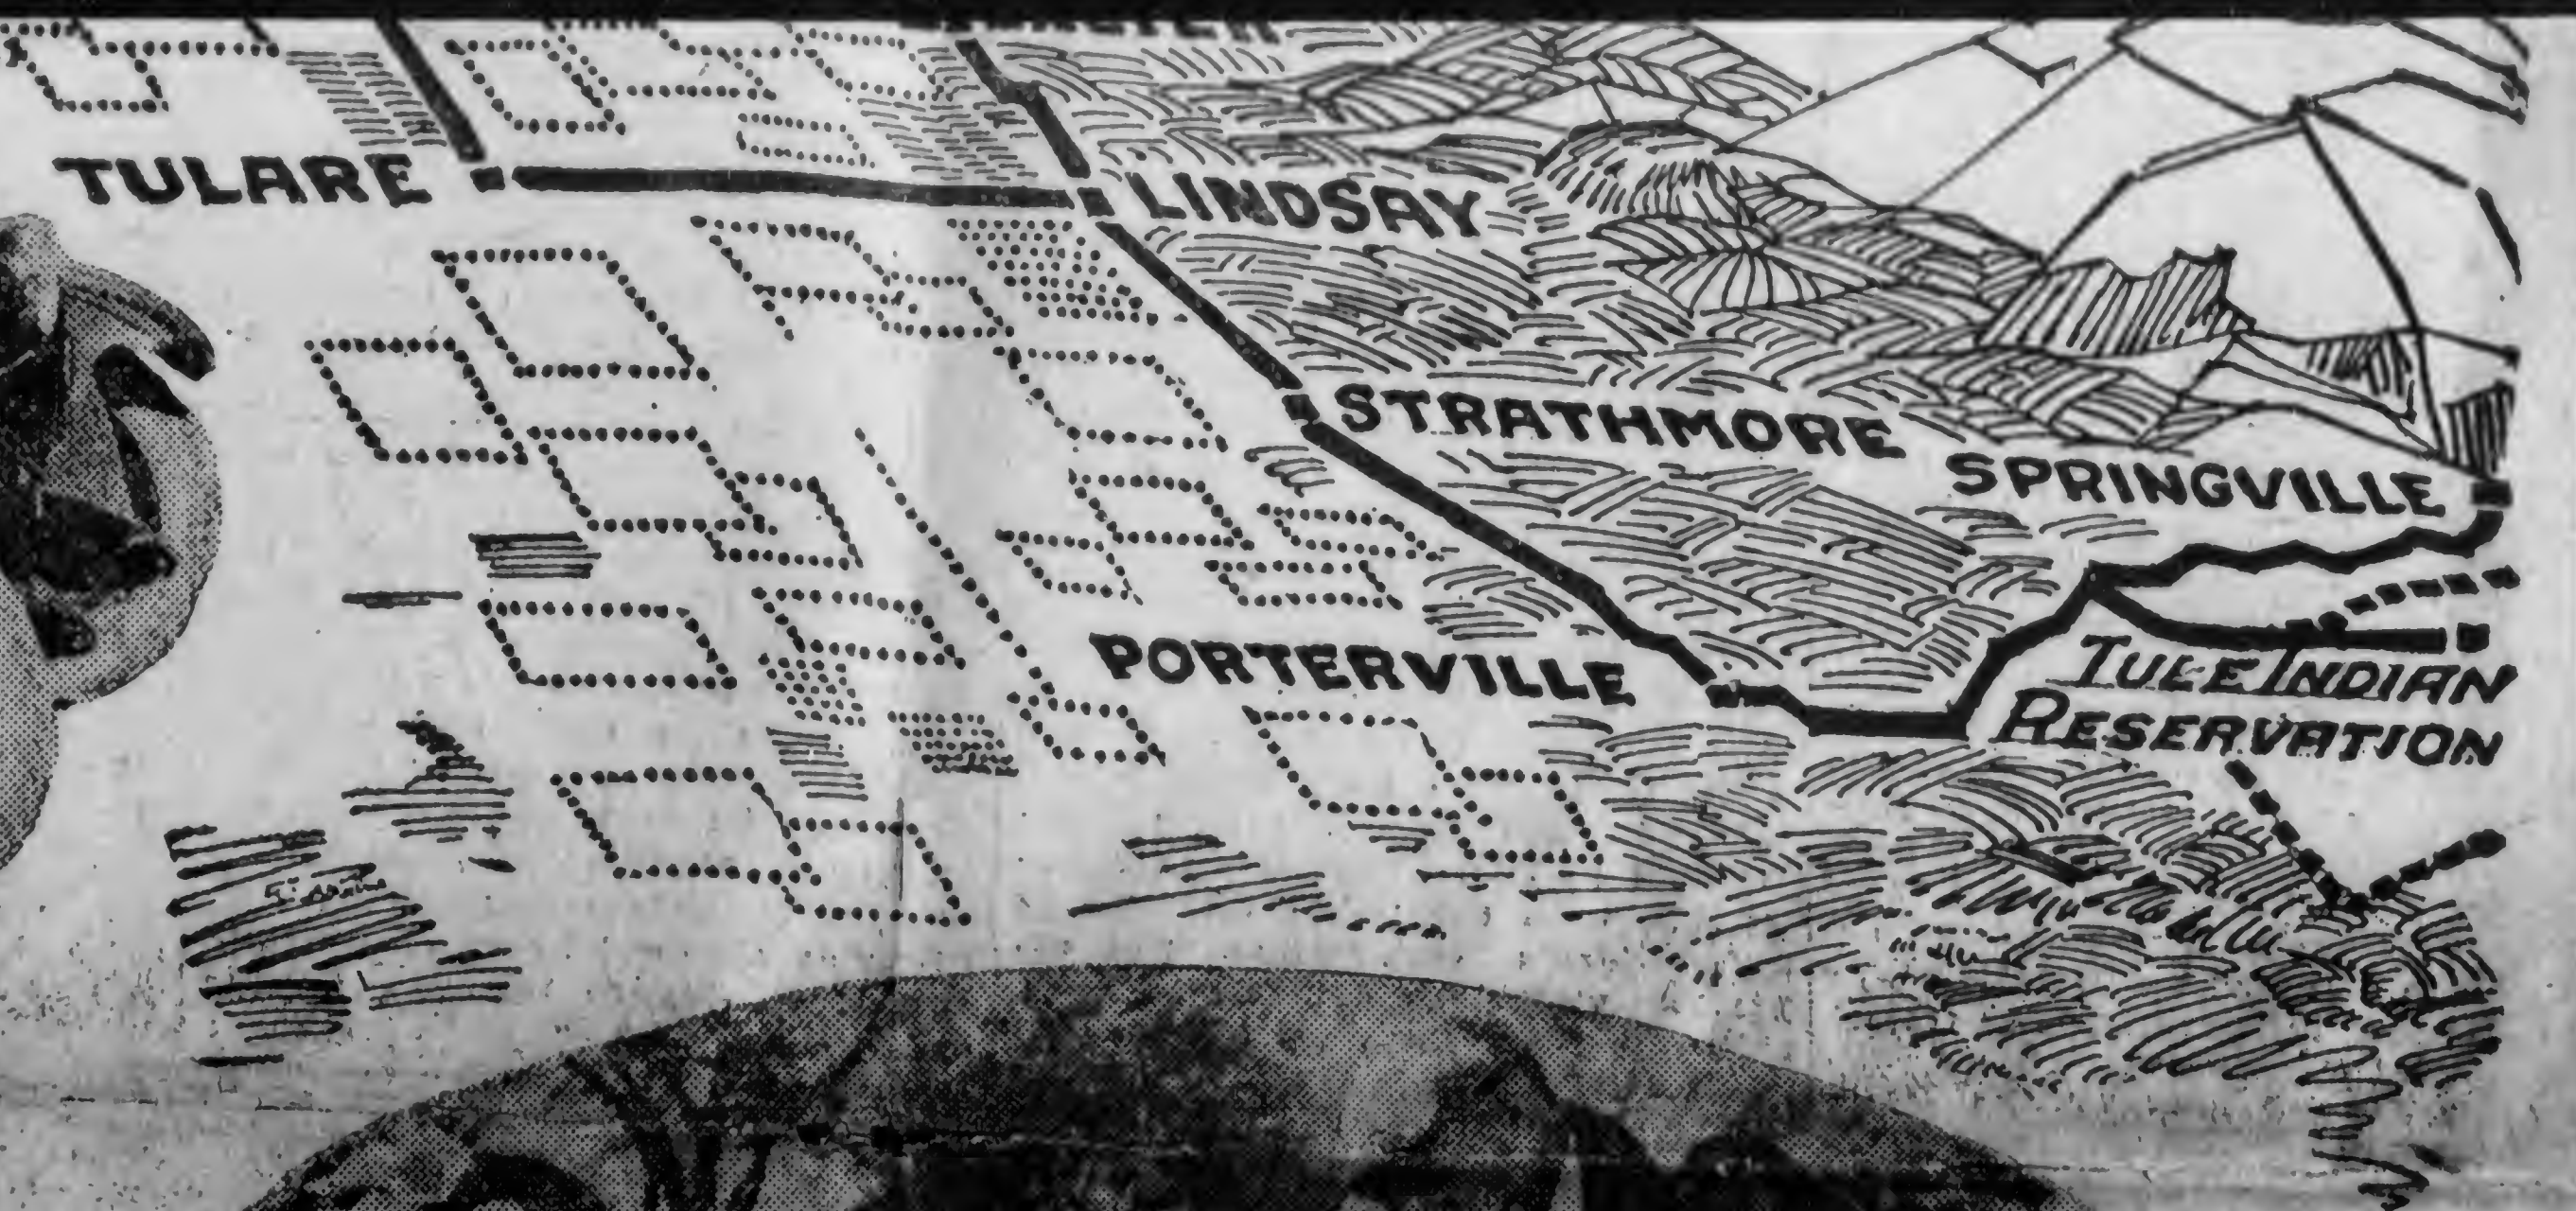 TULARE
LINDSAY
STRATHMORE
SPRINGVILLE
PORTERVILLE
TULE INDIAN
RESERVATION